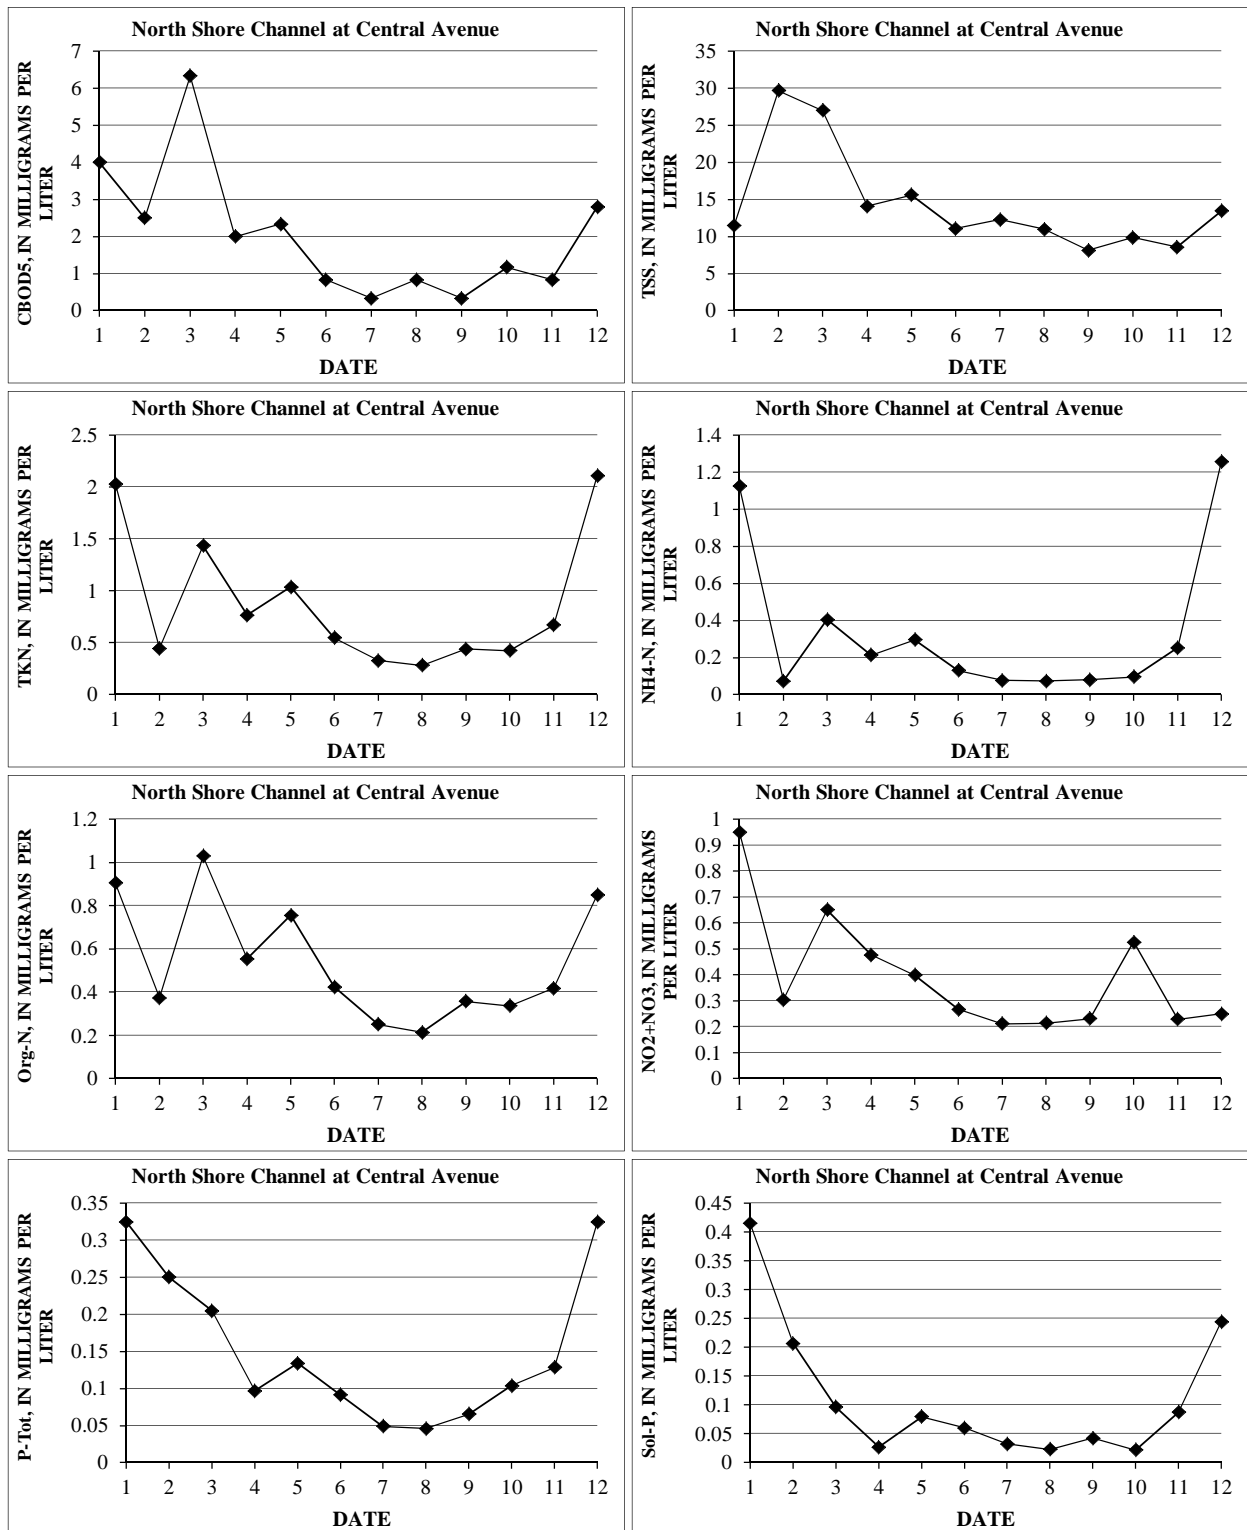 North Shore Channel at Central Avenue
CBOD5, IN MILLIGRAMS PER
LITER
7
6
5
4
3
2
1
0
1 2 3 4 5 6 7 8 9 10 11 12
DATE
North Shore Channel at Central Avenue
TSS, IN MILLIGRAMS PER
LITER
35
30
25
20
15
10
5
0
1 2 3 4 5 6 7 8 9 10 11 12
DATE
North Shore Channel at Central Avenue
TKN, IN MILLIGRAMS PER
LITER
2.5
2
1.5
1
0.5
0
1 2 3 4 5 6 7 8 9 10 11 12
DATE
North Shore Channel at Central Avenue
NH4-N, IN MILLIGRAMS PER
LITER
1.4
1.2
1
0.8
0.6
0.4
0.2
0
1 2 3 4 5 6 7 8 9 10 11 12
DATE
North Shore Channel at Central Avenue
Org-N, IN MILLIGRAMS PER
LITER
1.2
1
0.8
0.6
0.4
0.2
0
1 2 3 4 5 6 7 8 9 10 11 12
DATE
North Shore Channel at Central Avenue
NO2+NO3, IN MILLIGRAMS
PER LITER
1
0.9
0.8
0.7
0.6
0.5
0.4
0.3
0.2
0.1
0
1 2 3 4 5 6 7 8 9 10 11 12
DATE
North Shore Channel at Central Avenue
P-Tot, IN MILLIGRAMS PER
LITER
0.35
0.3
0.25
0.2
0.15
0.1
0.05
0
1 2 3 4 5 6 7 8 9 10 11 12
DATE
North Shore Channel at Central Avenue
Sol-P, IN MILLIGRAMS PER
LITER
0.45
0.4
0.35
0.3
0.25
0.2
0.15
0.1
0.05
0
1 2 3 4 5 6 7 8 9 10 11 12
DATE